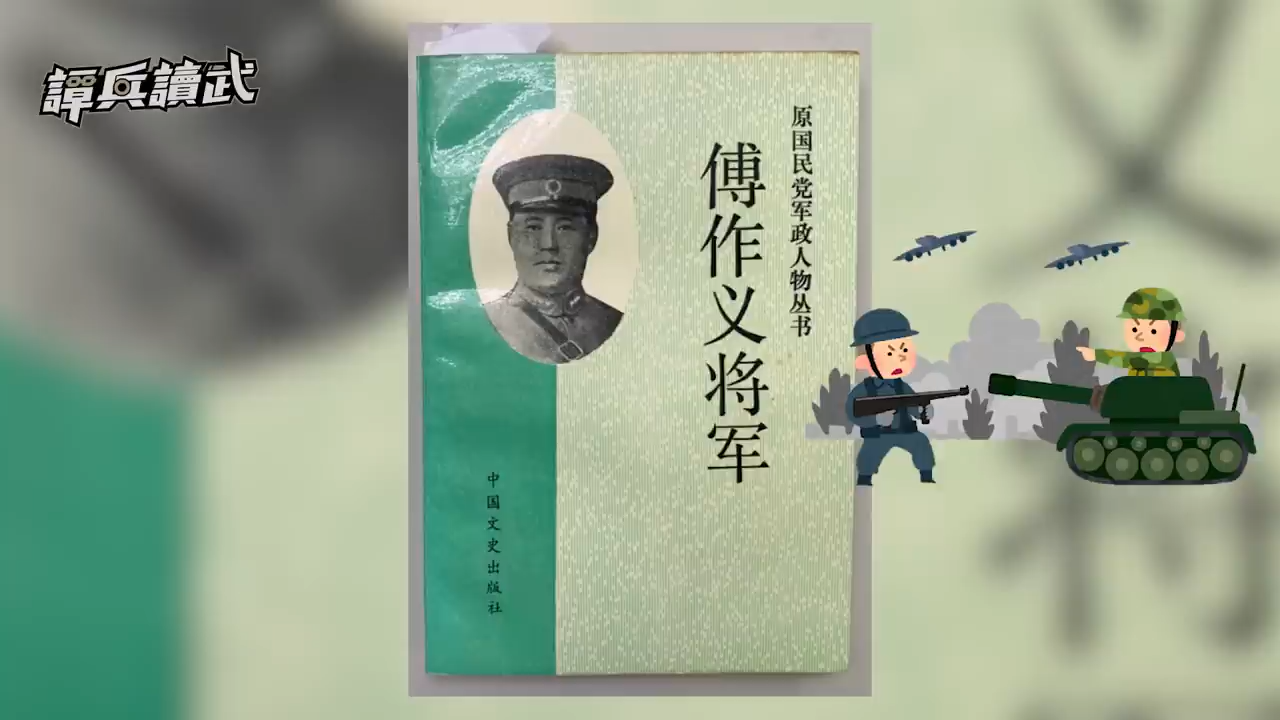 譚兵讀武
原国民党军政人物丛书
傅作义将军
中国文史出版社